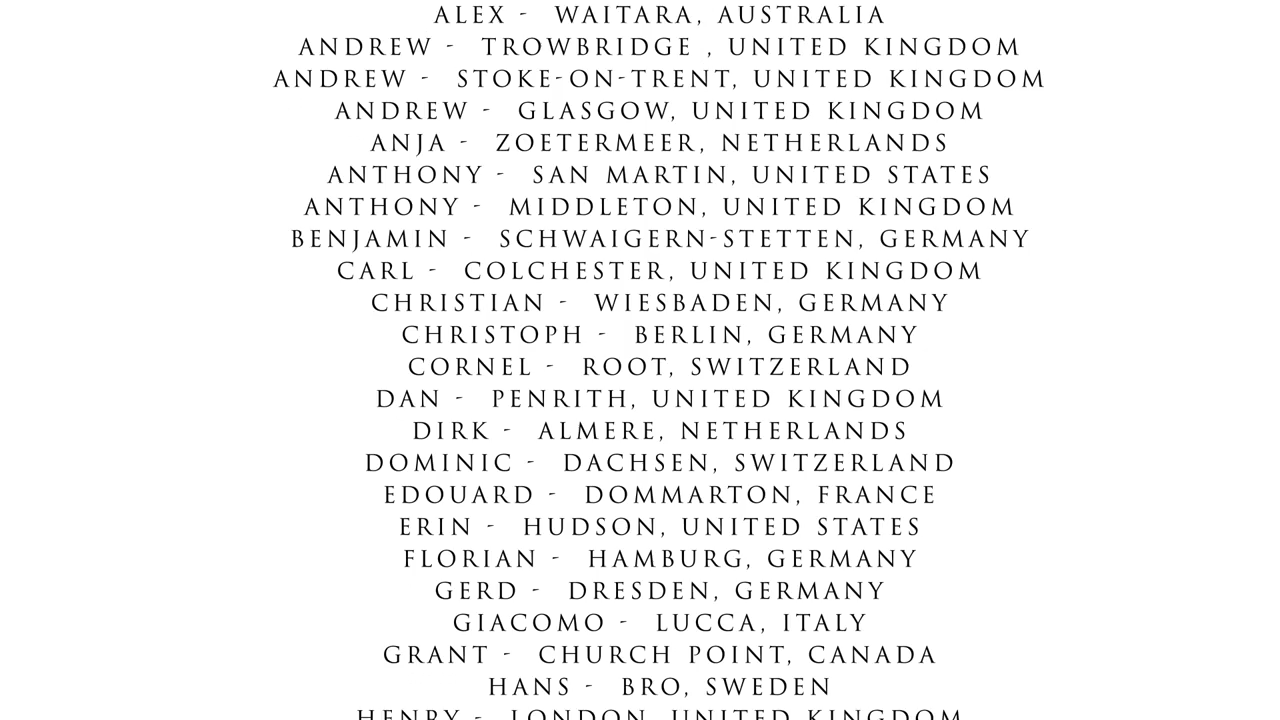 ALEX - WAITARA, AUSTRALIA
ANDREW - TROWBRIDGE , UNITED KINGDOM
ANDREW - STOKE-ON-TRENT, UNITED KINGDOM
ANDREW - GLASGOW, UNITED KINGDOM
ANJA - ZOETERMEER, NETHERLANDS
ANTHONY - SAN MARTIN, UNITED STATES
ANTHONY - MIDDLETON, UNITED KINGDOM
BENJAMIN - SCHWAIGERN-STETTEN, GERMANY
CARL - COLCHESTER, UNITED KINGDOM
CHRISTIAN - WIESBADEN, GERMANY
CHRISTOPH - BERLIN, GERMANY
CORNEL - ROOT, SWITZERLAND
DAN - PENRITH, UNITED KINGDOM
DIRK - ALMERE, NETHERLANDS
DOMINIC - DACHSEN, SWITZERLAND
EDOUARD - DOMMARTON, FRANCE
ERIN - HUDSON, UNITED STATES
FLORIAN - HAMBURG, GERMANY
GERD - DRESDEN, GERMANY
GIACOMO - LUCCA, ITALY
GRANT - CHURCH POINT, CANADA
HANS - BRO, SWEDEN
HENRY - LONDON, UNITED KINGDOM